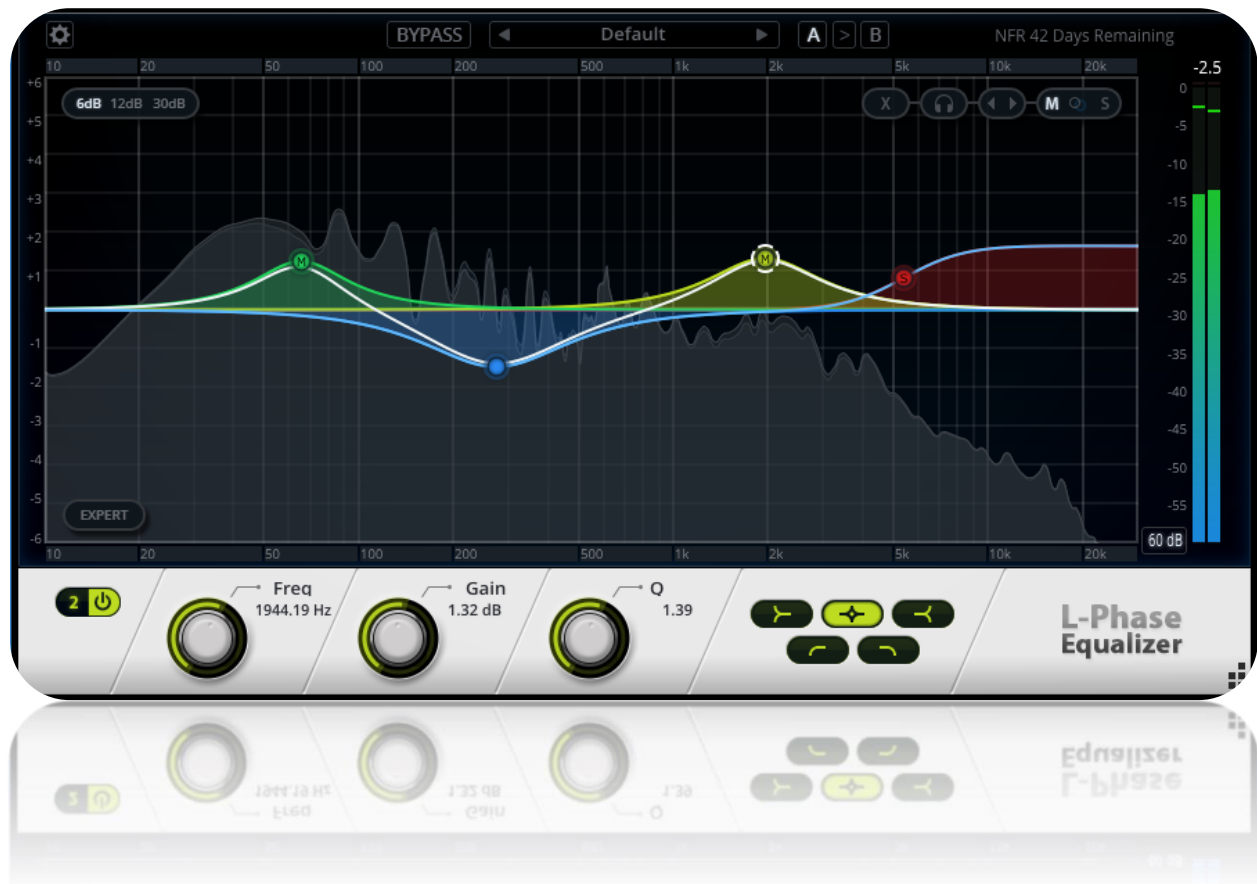 BYPASS ◀ Default ▶ A > B NFR 42 Days Remaining
10 20 50 100 200 500 1k 2k 5k 10k 20k -2.5
+6 0
6dB 12dB 30dB X M S
+5 -5
+4 -10
+3 -15
+2 -20
+1 -25
M M S
-30
-1 -35
-2 -40
-3 -45
-4 -50
-5 -55
EXPERT
-6 60 dB
10 20 50 100 200 500 1k 2k 5k 10k 20k
2 Freq Gain Q
1944.19 Hz 1.32 dB 1.39
L-Phase
Equalizer